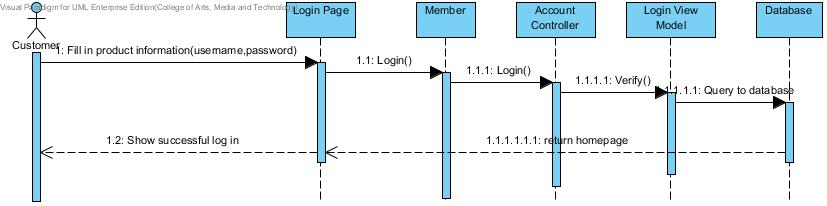 Visual Paradigm for UML Enterprise Edition(College of Arts, Media and Technology
Login Page
Member
Account
Controller
Login View
Model
Database
Customer
1: Fill in product information(username,password)
1.1: Login()
1.1.1: Login()
1.1.1.1: Verify()
1.1.1.1.1: Query to database
1.2: Show successful log in
1.1.1.1.1.1: return homepage